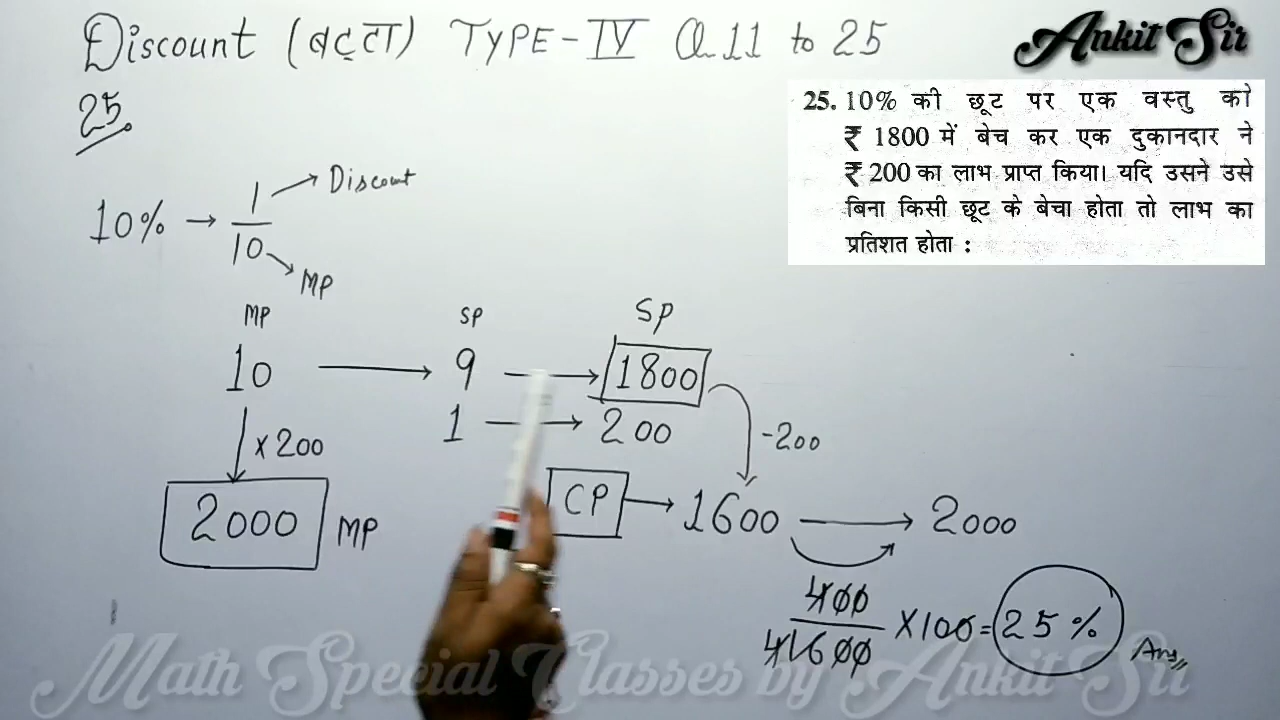 Discount (बट्टा) TYPE-IV Q.11 to 25
Ankit Sir
25.
25. 10% की छूट पर एक वस्तु को
₹ 1800 में बेच कर एक दुकानदार ने
₹ 200 का लाभ प्राप्त किया। यदि उसने उसे
बिना किसी छूट के बेचा होता तो लाभ का
प्रतिशत होता :
10% → 1/10
Discount
MP
MP SP SP
10 → 9 → 1800
1 → 200
×200
-200
2000 MP
CP → 1600 → 2000
400/1600 ×100 = 25% Ans
4
Math Special Classes by Ankit Sir